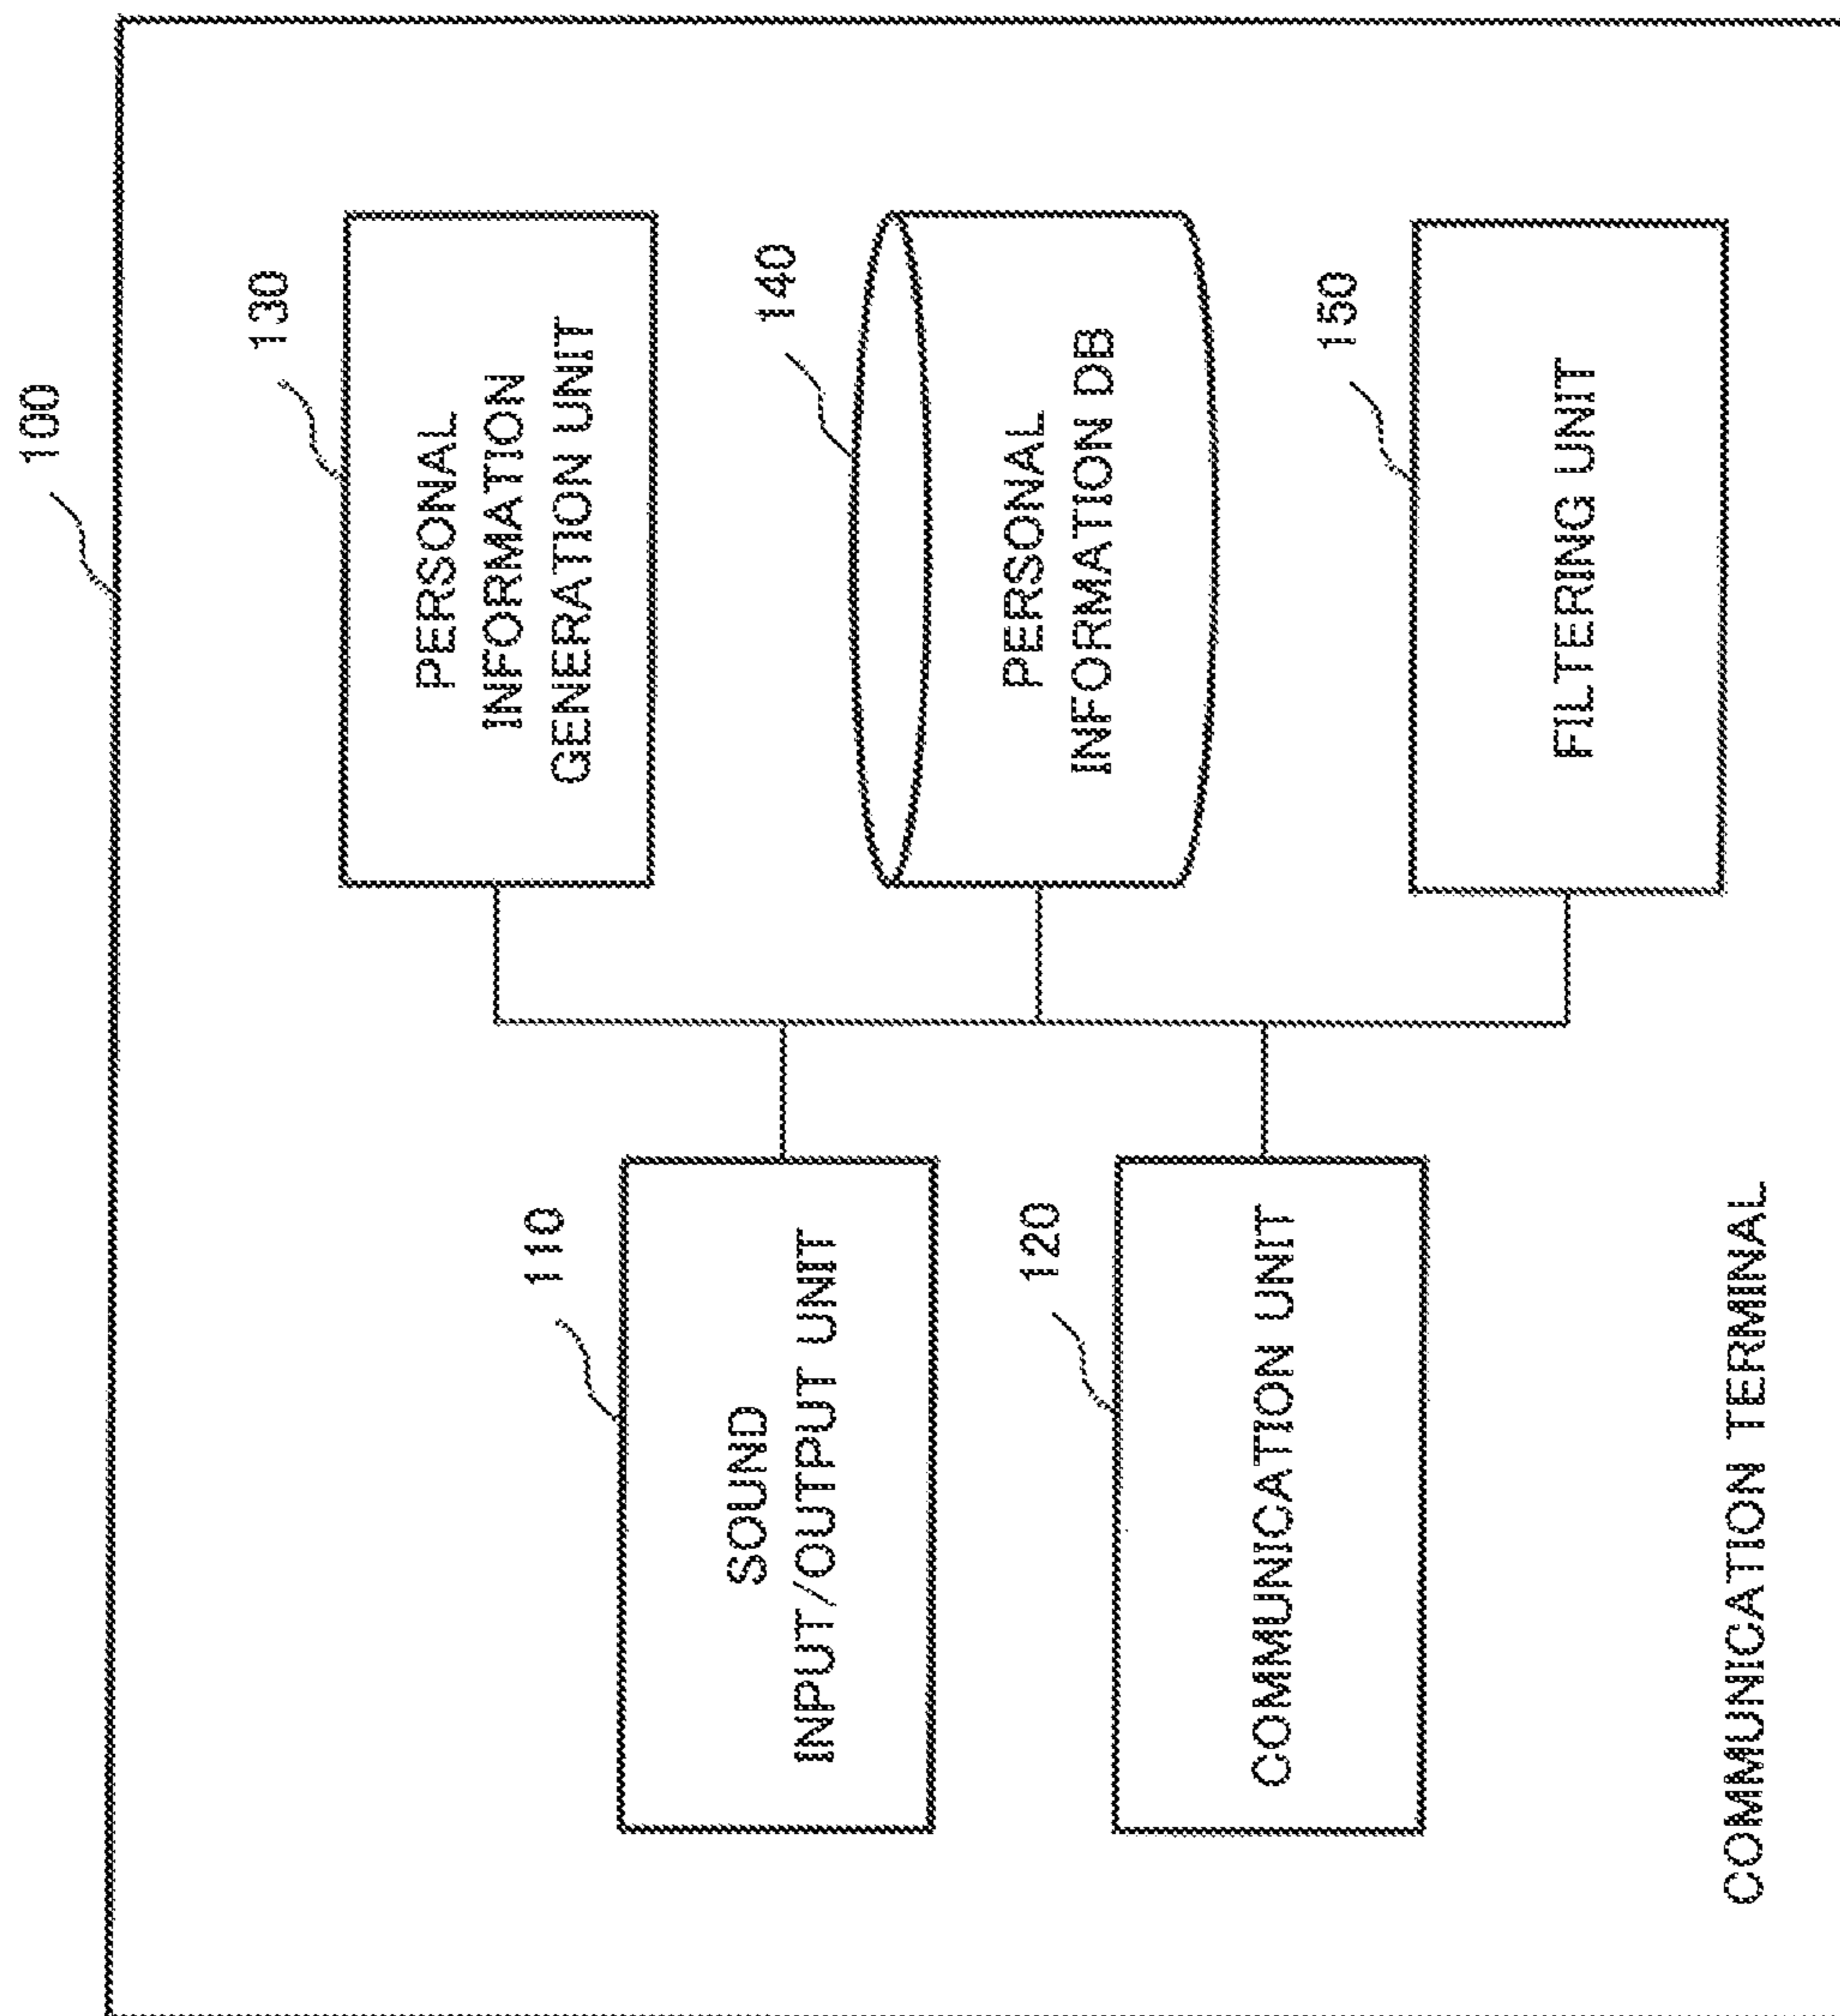 100
130
PERSONAL
INFORMATION
GENERATION UNIT
110
SOUND
INPUT/OUTPUT UNIT
140
PERSONAL
INFORMATION DB
120
COMMUNICATION UNIT
150
FILTERING UNIT
COMMUNICATION TERMINAL